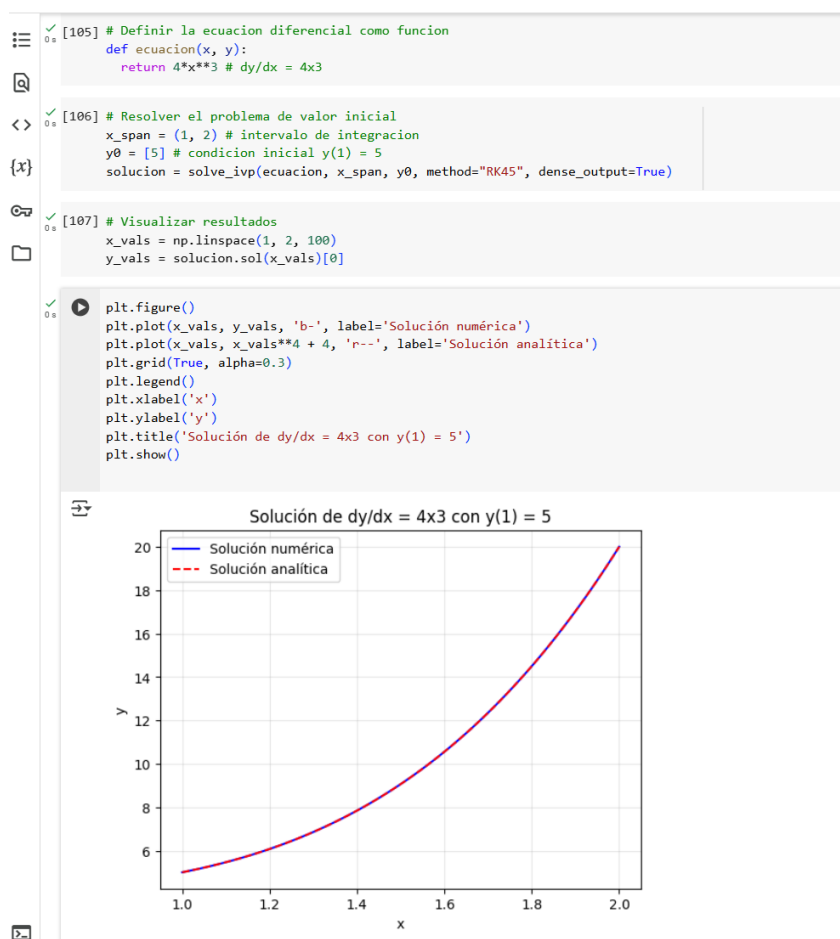 [105] # Definir la ecuacion diferencial como funcion
def ecuacion(x, y):
  return 4*x**3 # dy/dx = 4x3
[106] # Resolver el problema de valor inicial
x_span = (1, 2) # intervalo de integracion
y0 = [5] # condicion inicial y(1) = 5
solucion = solve_ivp(ecuacion, x_span, y0, method="RK45", dense_output=True)
[107] # Visualizar resultados
x_vals = np.linspace(1, 2, 100)
y_vals = solucion.sol(x_vals)[0]
plt.figure()
plt.plot(x_vals, y_vals, 'b-', label='Solución numérica')
plt.plot(x_vals, x_vals**4 + 4, 'r--', label='Solución analítica')
plt.grid(True, alpha=0.3)
plt.legend()
plt.xlabel('x')
plt.ylabel('y')
plt.title('Solución de dy/dx = 4x3 con y(1) = 5')
plt.show()
0 s
0 s
0 s
0 s
{x}
Solución de dy/dx = 4x3 con y(1) = 5
Solución numérica
Solución analítica
20
18
16
14
12
10
8
6
y
1.0 1.2 1.4 1.6 1.8 2.0
x